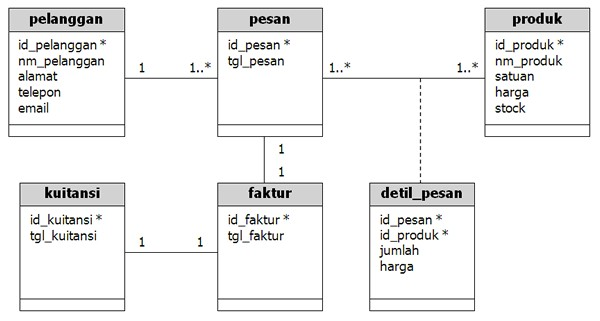 pelanggan
id_pelanggan *
nm_pelanggan
alamat
telepon
email
1
1..*
pesan
id_pesan *
tgl_pesan
1..*
1..*
produk
id_produk *
nm_produk
satuan
harga
stock
1
1
kuitansi
id_kuitansi *
tgl_kuitansi
1
1
faktur
id_faktur *
tgl_faktur
detil_pesan
id_pesan *
id_produk *
jumlah
harga